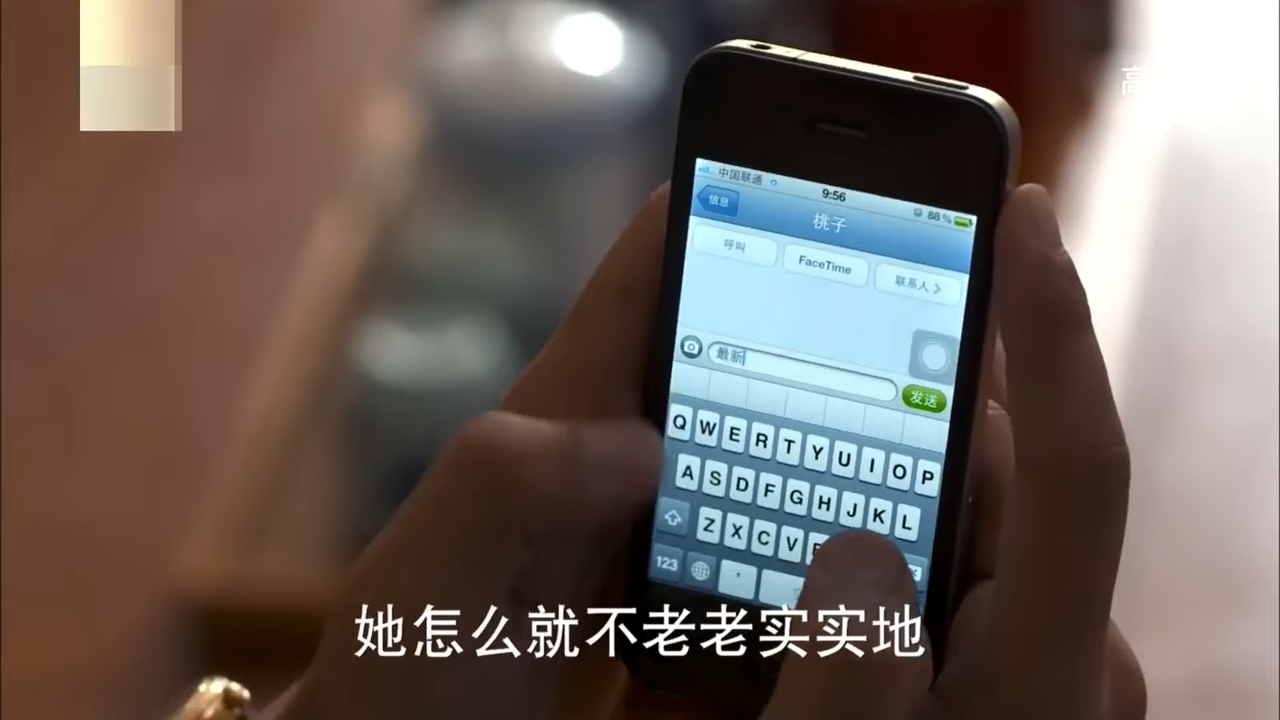 高
中国联通 9:56 88%
信息 桃子
呼叫 FaceTime 联系人
最新 发送
QWERTYUIOP
ASDFGHJKL
ZXCV
123
她怎么就不老老实实地